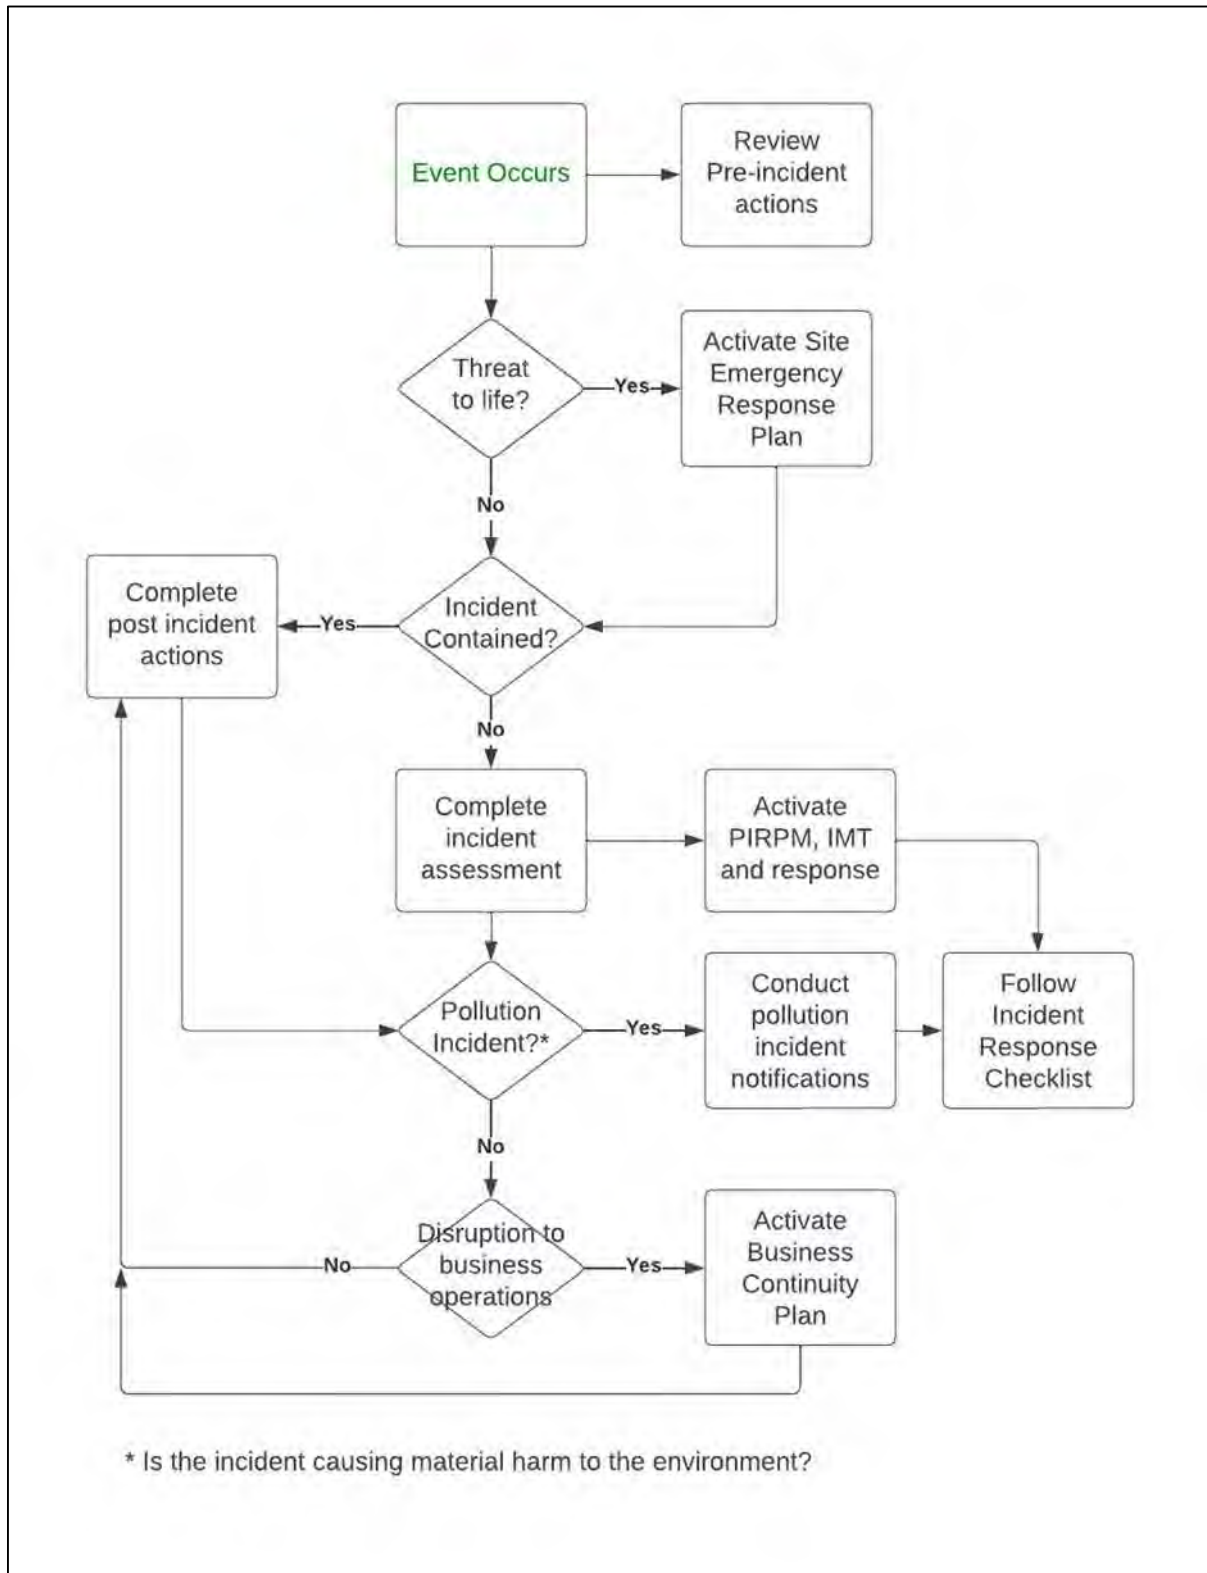 Event Occurs
Review
Pre-incident
actions
Threat
to life?
Yes
Activate Site
Emergency
Response
Plan
No
Complete
post incident
actions
Yes
Incident
Contained?
No
Complete
incident
assessment
Activate
PIRPM, IMT
and response
Pollution
Incident?*
Yes
Conduct
pollution
incident
notifications
Follow
Incident
Response
Checklist
No
Disruption to
business
operations
No
Yes
Activate
Business
Continuity
Plan
* Is the incident causing material harm to the environment?